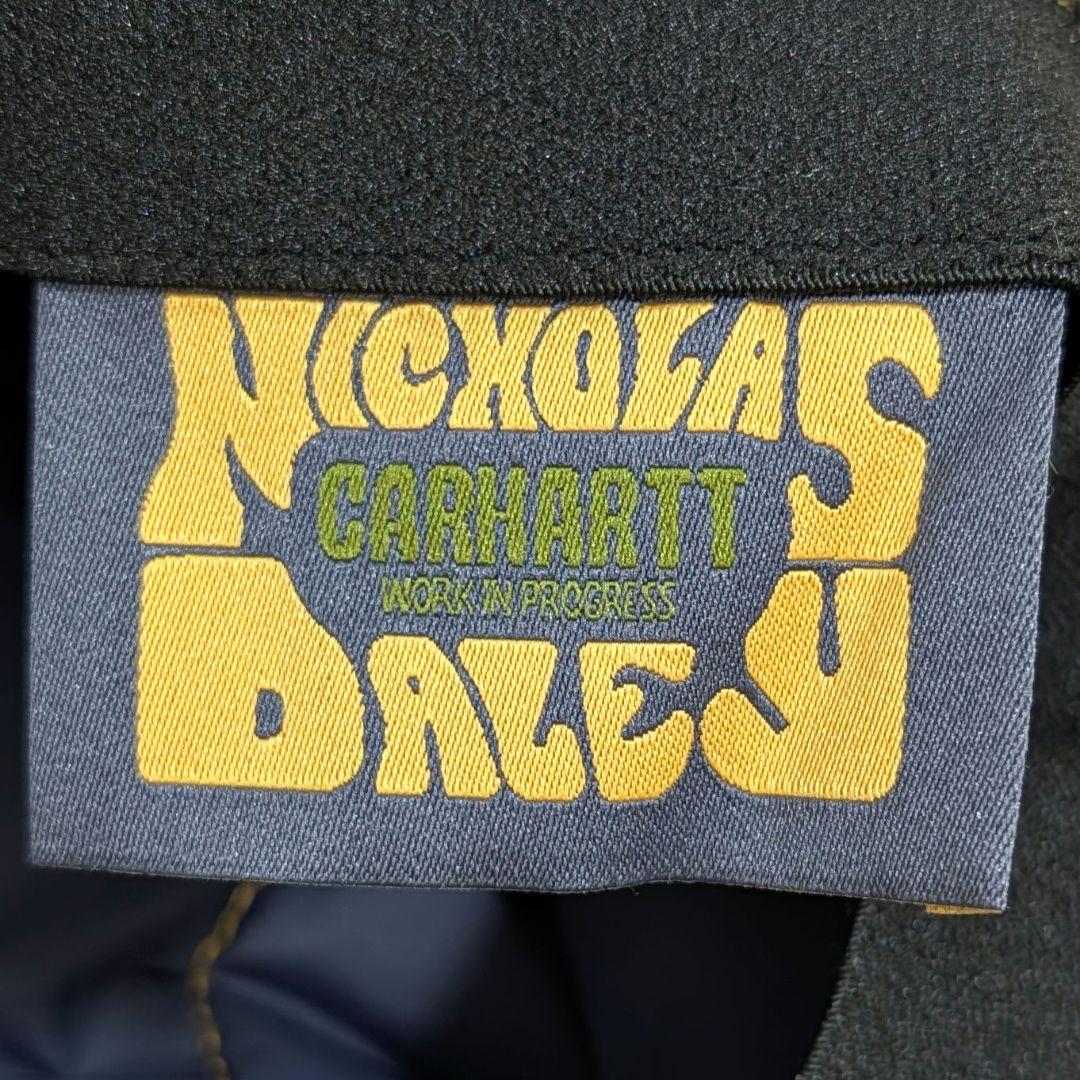 NICHOLAS
CARHARTT
WORK IN PROGRESS
DALEY